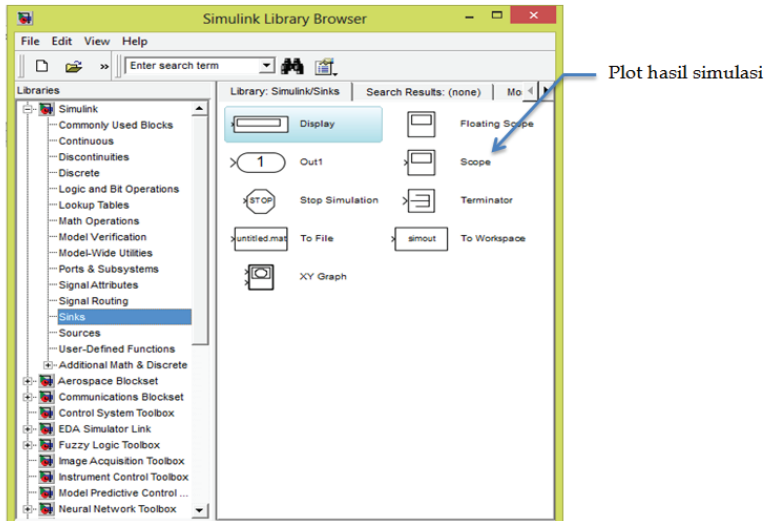 Simulink Library Browser
File Edit View Help
» Enter search term
Libraries
Library: Simulink/Sinks Search Results: (none) Mo
Simulink
Commonly Used Blocks
Continuous
Discontinuities
Discrete
Logic and Bit Operations
Lookup Tables
Math Operations
Model Verification
Model-Wide Utilities
Ports & Subsystems
Signal Attributes
Signal Routing
Sinks
Sources
User-Defined Functions
Additional Math & Discrete
Aerospace Blockset
Communications Blockset
Control System Toolbox
EDA Simulator Link
Fuzzy Logic Toolbox
Image Acquisition Toolbox
Instrument Control Toolbox
Model Predictive Control ...
Neural Network Toolbox
Display
Floating Scope
1 Out1
Scope
STOP Stop Simulation
Terminator
untitled.mat To File
simout To Workspace
XY Graph
Plot hasil simulasi